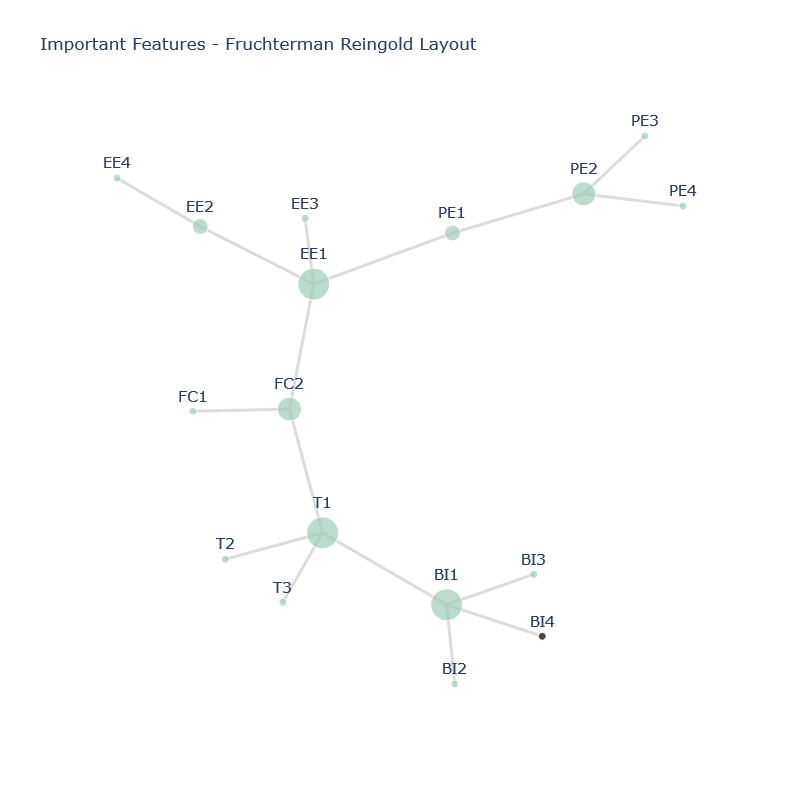 Important Features - Fruchterman Reingold Layout
PE3
EE4
PE2
PE4
EE2
EE3
PE1
EE1
FC2
FC1
T1
T2
BI3
BI1
T3
BI4
BI2